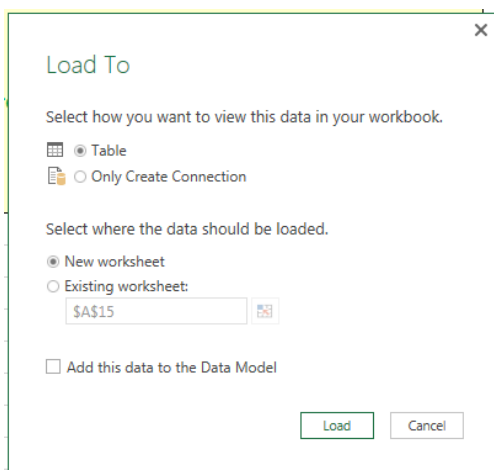 Load To
Select how you want to view this data in your workbook.
Table
Only Create Connection
Select where the data should be loaded.
New worksheet
Existing worksheet:
$A$15
Add this data to the Data Model
Load Cancel